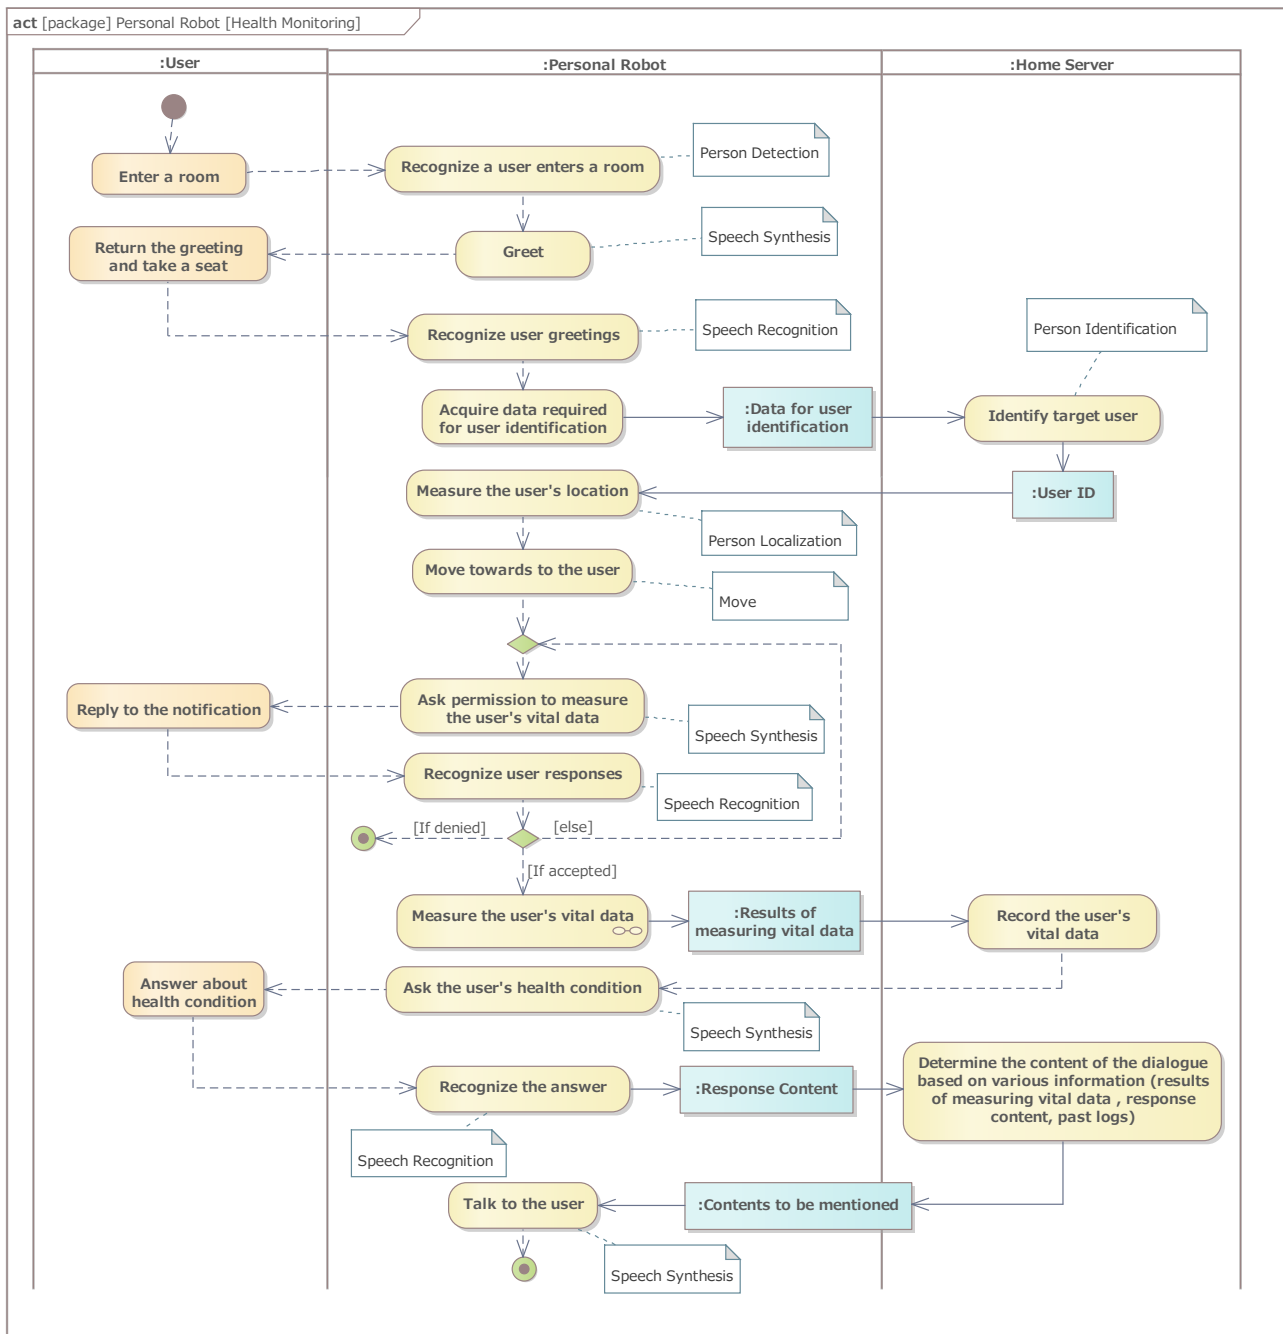 act [package] Personal Robot [Health Monitoring]
:User
:Personal Robot
:Home Server
Enter a room
Recognize a user enters a room
Person Detection
Return the greeting
and take a seat
Greet
Speech Synthesis
Recognize user greetings
Speech Recognition
Person Identification
Acquire data required
for user identification
:Data for user
identification
Identify target user
Measure the user's location
:User ID
Person Localization
Move towards to the user
Move
Reply to the notification
Ask permission to measure
the user's vital data
Speech Synthesis
Recognize user responses
Speech Recognition
[If denied]
[else]
[If accepted]
Measure the user's vital data
:Results of
measuring vital data
Record the user's
vital data
Answer about
health condition
Ask the user's health condition
Speech Synthesis
Recognize the answer
:Response Content
Determine the content of the dialogue
based on various information (results
of measuring vital data , response
content, past logs)
Speech Recognition
Talk to the user
:Contents to be mentioned
Speech Synthesis